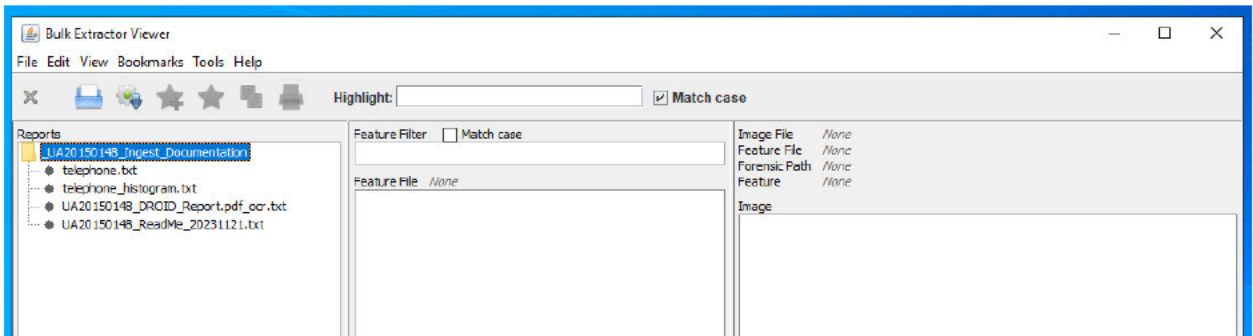 Bulk Extractor Viewer
File Edit View Bookmarks Tools Help
Highlight:
Match case
Reports
_UA20150148_Ingest_Documentation
telephone.txt
telephone_histogram.txt
UA20150148_DROID_Report.pdf_ocr.txt
UA20150148_ReadMe_20231121.txt
Feature Filter
Match case
Feature File None
Image File None
Feature File None
Forensic Path None
Feature None
Image